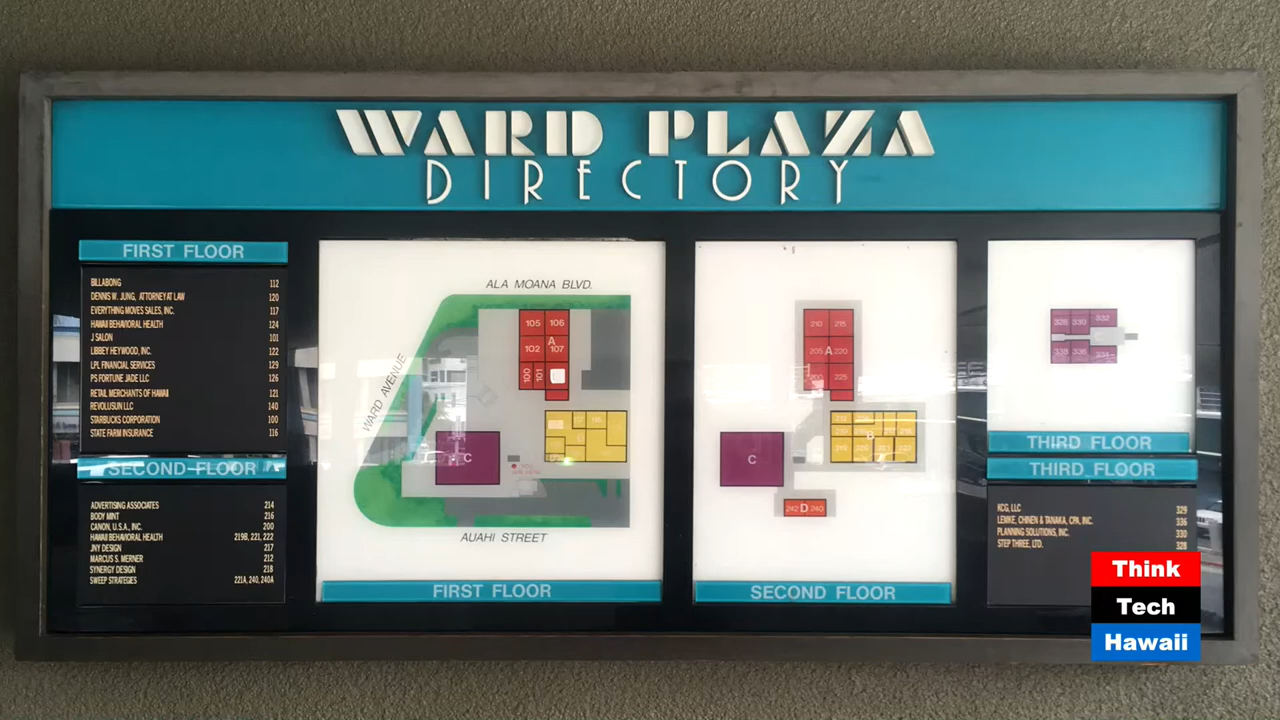 WARD PLAZA
DIRECTORY
FIRST FLOOR
BILLABONG 112
DENNIS W. JUNG, ATTORNEY AT LAW 120
EVERYTHING MOVES SALES, INC. 117
HAWAII BEHAVIORAL HEALTH 124
J SALON 101
LIBBEY HEYWOOD, INC. 122
LPL FINANCIAL SERVICES 129
PS FORTUNE JADE LLC 126
RETAIL MERCHANTS OF HAWAII 121
REVOLUSUN LLC 140
STARBUCKS CORPORATION 100
STATE FARM INSURANCE 116
SECOND FLOOR
ADVERTISING ASSOCIATES 214
BODY MINT 216
CANON, U.S.A., INC. 200
HAWAII BEHAVIORAL HEALTH 219B, 221, 222
JNY DESIGN 217
MARCUS S. MERNER 212
SYNERGY DESIGN 218
SWEEP STRATEGIES 221A, 240, 240A
ALA MOANA BLVD.
WARD AVENUE
105 106
A
102 107
100 101
C
AUAHI STREET
FIRST FLOOR
210 215
205 A 220
225
B
C
242 D 240
SECOND FLOOR
328 330 332
336 334
THIRD FLOOR
THIRD FLOOR
KCG, LLC 329
LEMKE, CHINEN & TANAKA, CPA, INC. 336
PLANNING SOLUTIONS, INC. 330
STEP THREE, LTD. 328
Think
Tech
Hawaii